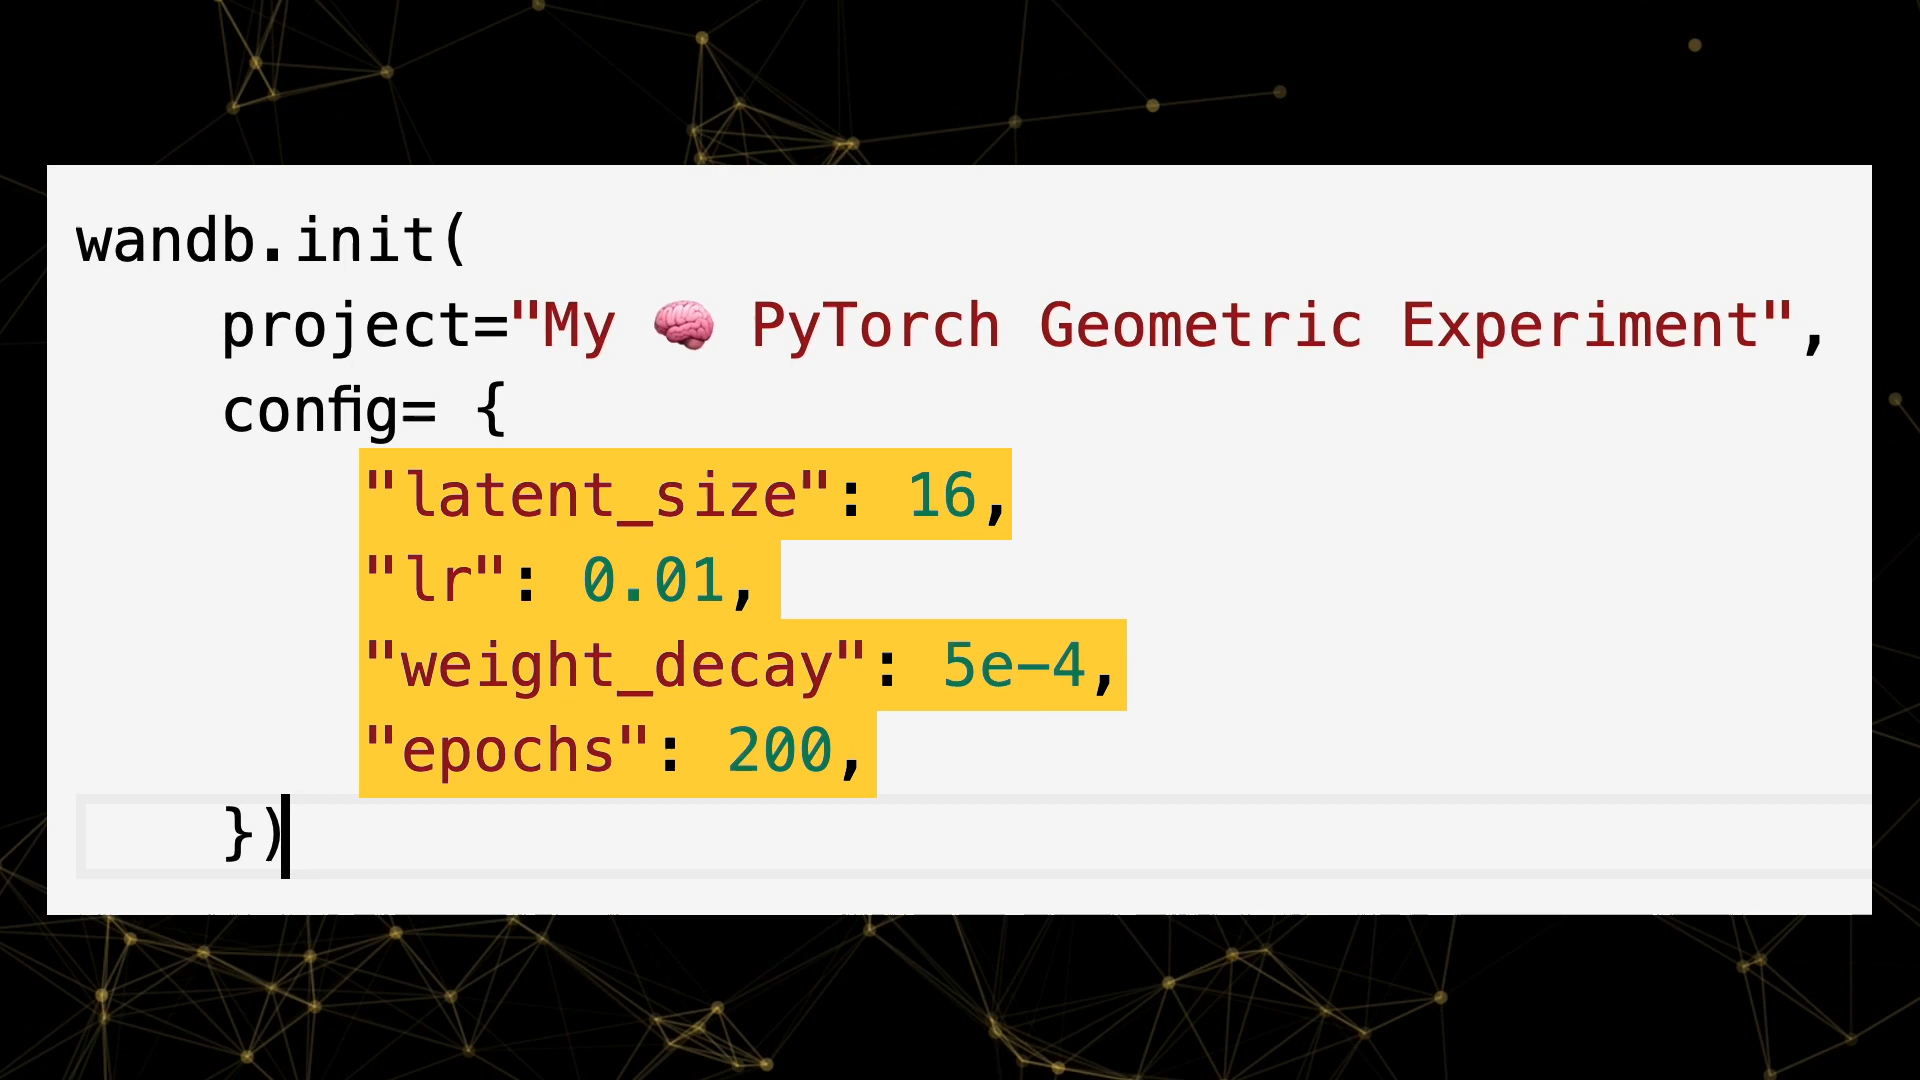 wandb.init(
project="My 🧠 PyTorch Geometric Experiment",
config= {
"latent_size": 16,
"lr": 0.01,
"weight_decay": 5e-4,
"epochs": 200,
})